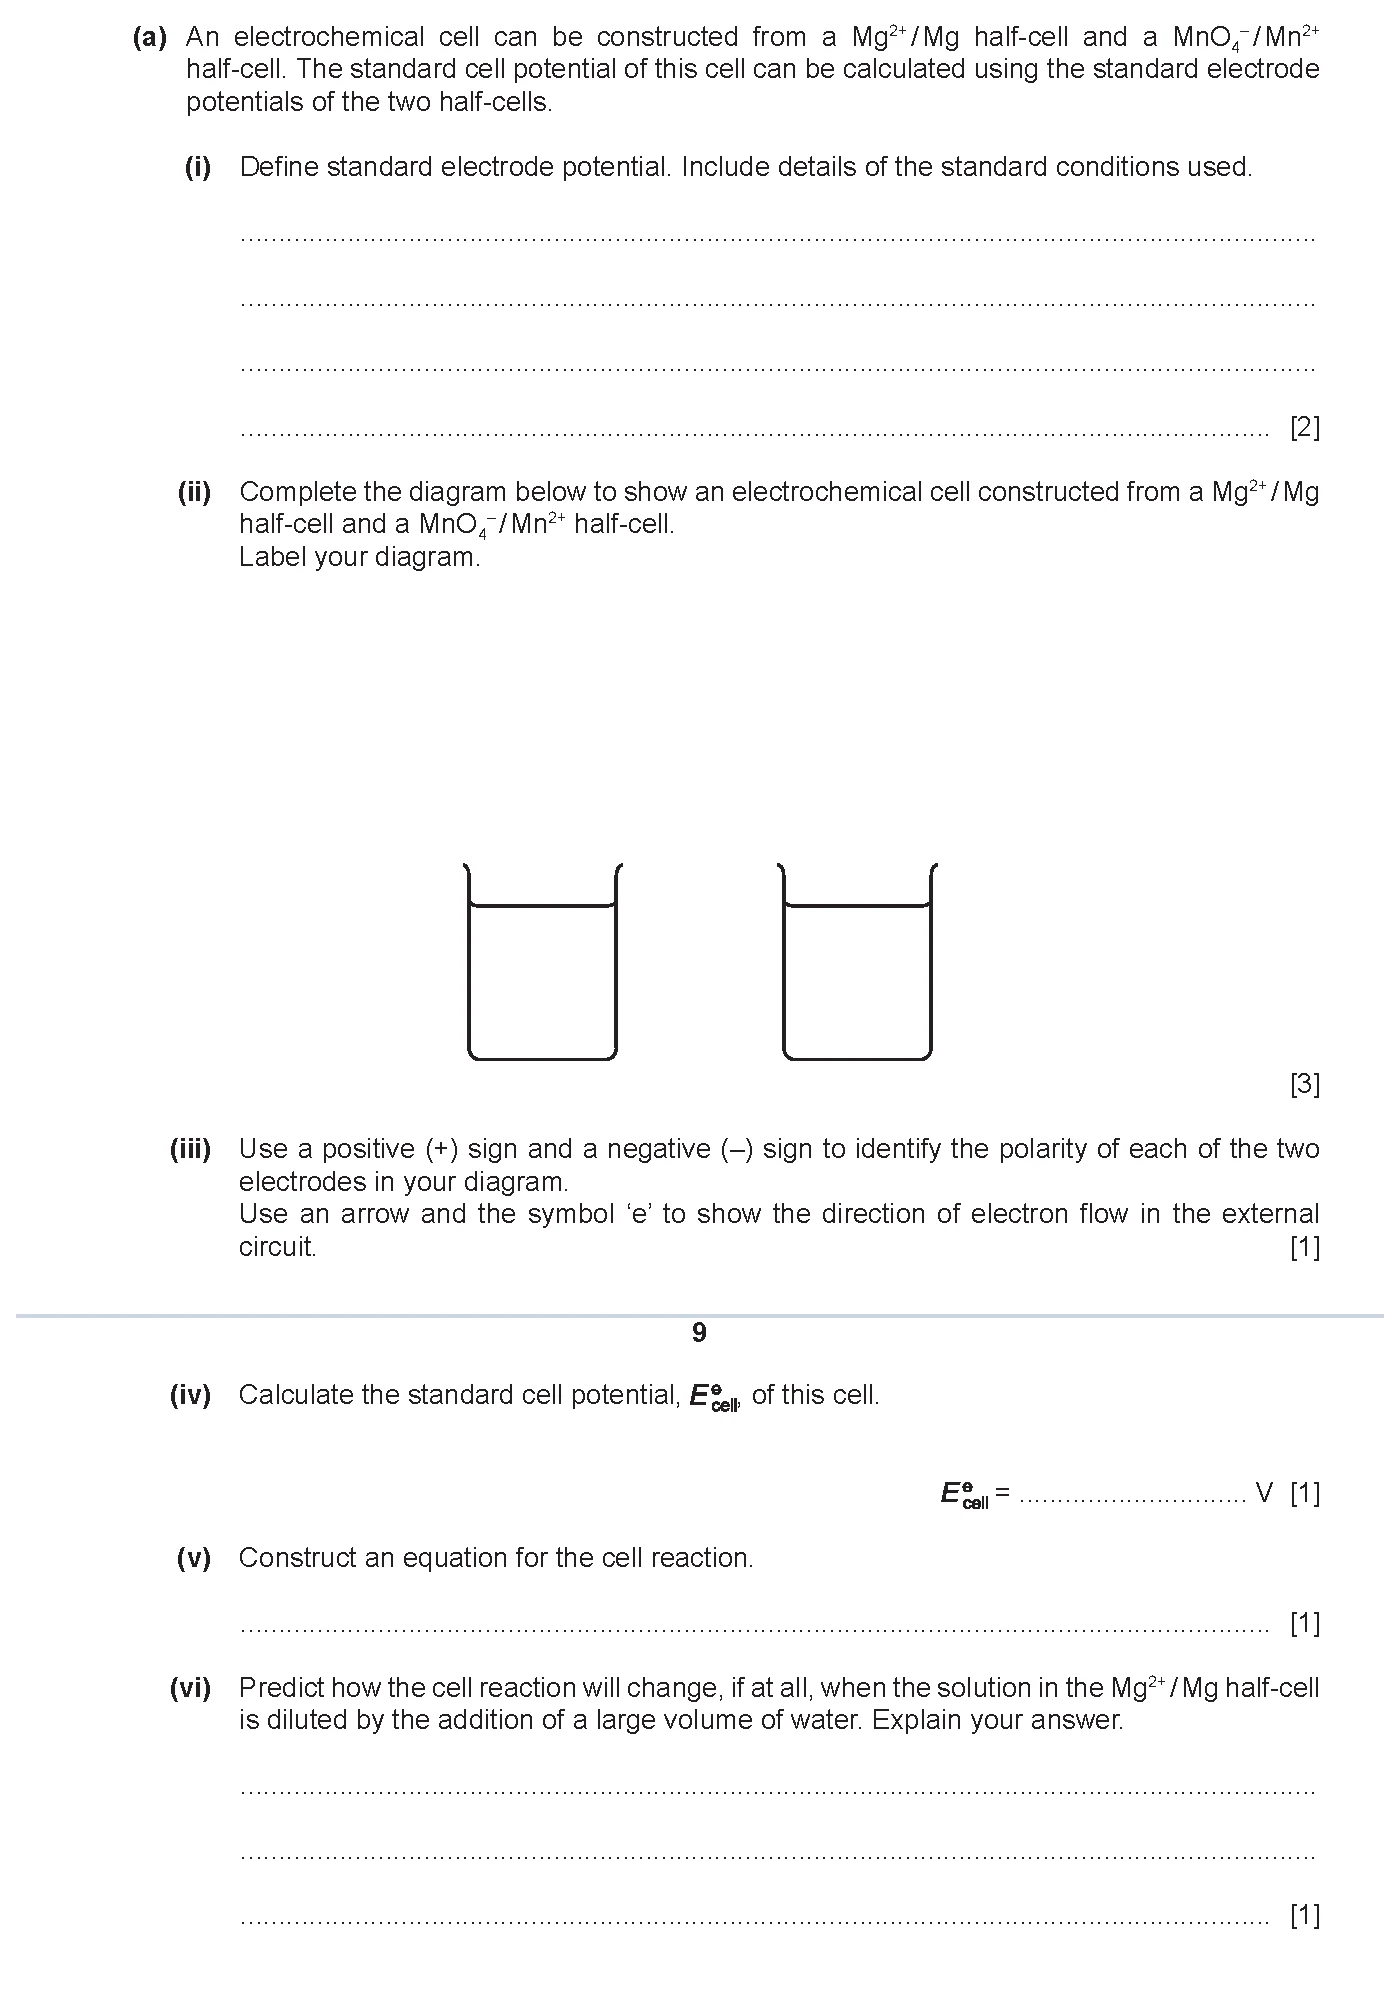 (a) An electrochemical cell can be constructed from a Mg²⁺/Mg half-cell and a MnO₄⁻/Mn²⁺
half-cell. The standard cell potential of this cell can be calculated using the standard electrode
potentials of the two half-cells.
(i) Define standard electrode potential. Include details of the standard conditions used.
..........................................................................................
..........................................................................................
..........................................................................................
.......................................................................................... [2]
(ii) Complete the diagram below to show an electrochemical cell constructed from a Mg²⁺/Mg
half-cell and a MnO₄⁻/Mn²⁺ half-cell.
Label your diagram.
[3]
(iii) Use a positive (+) sign and a negative (–) sign to identify the polarity of each of the two
electrodes in your diagram.
Use an arrow and the symbol ‘e’ to show the direction of electron flow in the external
circuit. [1]
9
(iv) Calculate the standard cell potential, E⦵cell, of this cell.
E⦵cell = .............................. V [1]
(v) Construct an equation for the cell reaction.
.......................................................................................... [1]
(vi) Predict how the cell reaction will change, if at all, when the solution in the Mg²⁺/Mg half-cell
is diluted by the addition of a large volume of water. Explain your answer.
..........................................................................................
..........................................................................................
.......................................................................................... [1]